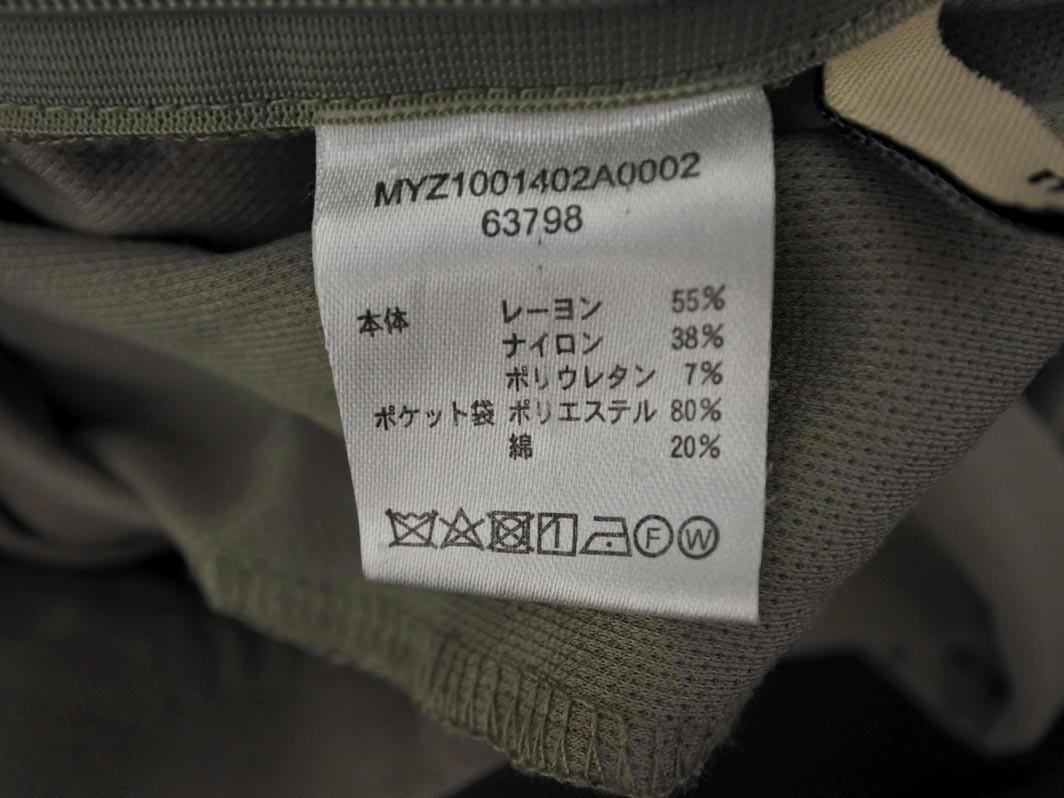 MYZ1001402A0002
63798
本体 レーヨン 55%
ナイロン 38%
ポリウレタン 7%
ポケット袋 ポリエステル 80%
綿 20%
F W